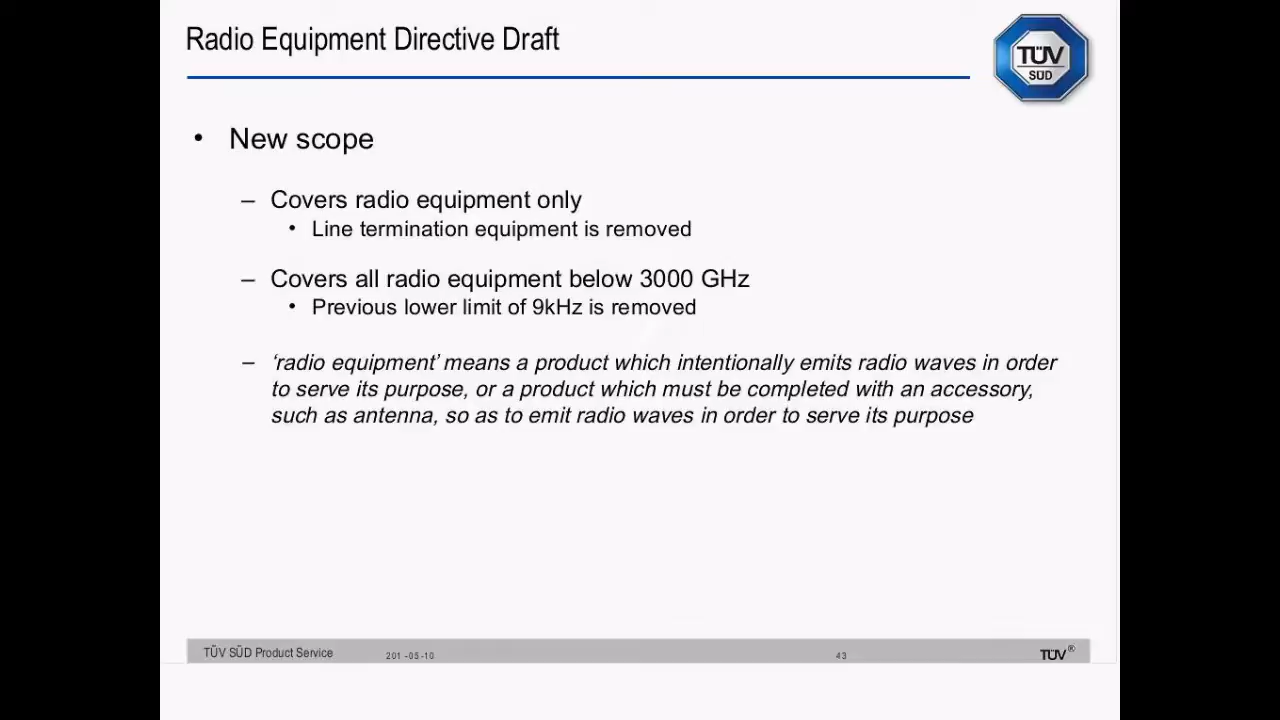 Radio Equipment Directive Draft
TÜV
SÜD
• New scope
– Covers radio equipment only
• Line termination equipment is removed
– Covers all radio equipment below 3000 GHz
• Previous lower limit of 9kHz is removed
– ‘radio equipment’ means a product which intentionally emits radio waves in order
to serve its purpose, or a product which must be completed with an accessory,
such as antenna, so as to emit radio waves in order to serve its purpose
TÜV SÜD Product Service 201 -05-10 43 TÜV®